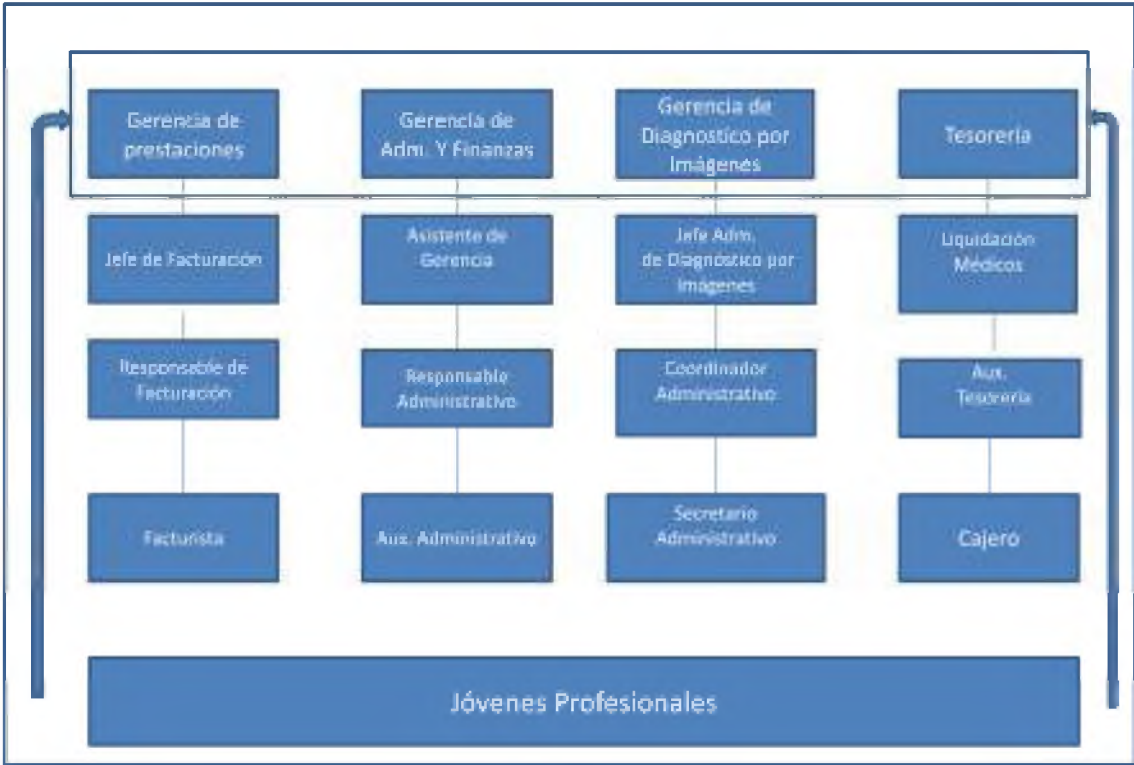 Gerencia de
prestaciones
Gerencia de
Adm. Y Finanzas
Gerencia de
Diagnostico por
Imágenes
Tesorería
Jefe de Facturación
Asistente de
Gerencia
Jefe Adm.
de Diagnóstico por
Imágenes
Liquidación
Médicos
Responsable de
Facturación
Responsable
Administrativo
Coordinador
Administrativo
Aux.
Tesorería
Facturista
Aux. Administrativo
Secretario
Administrativo
Cajero
Jóvenes Profesionales